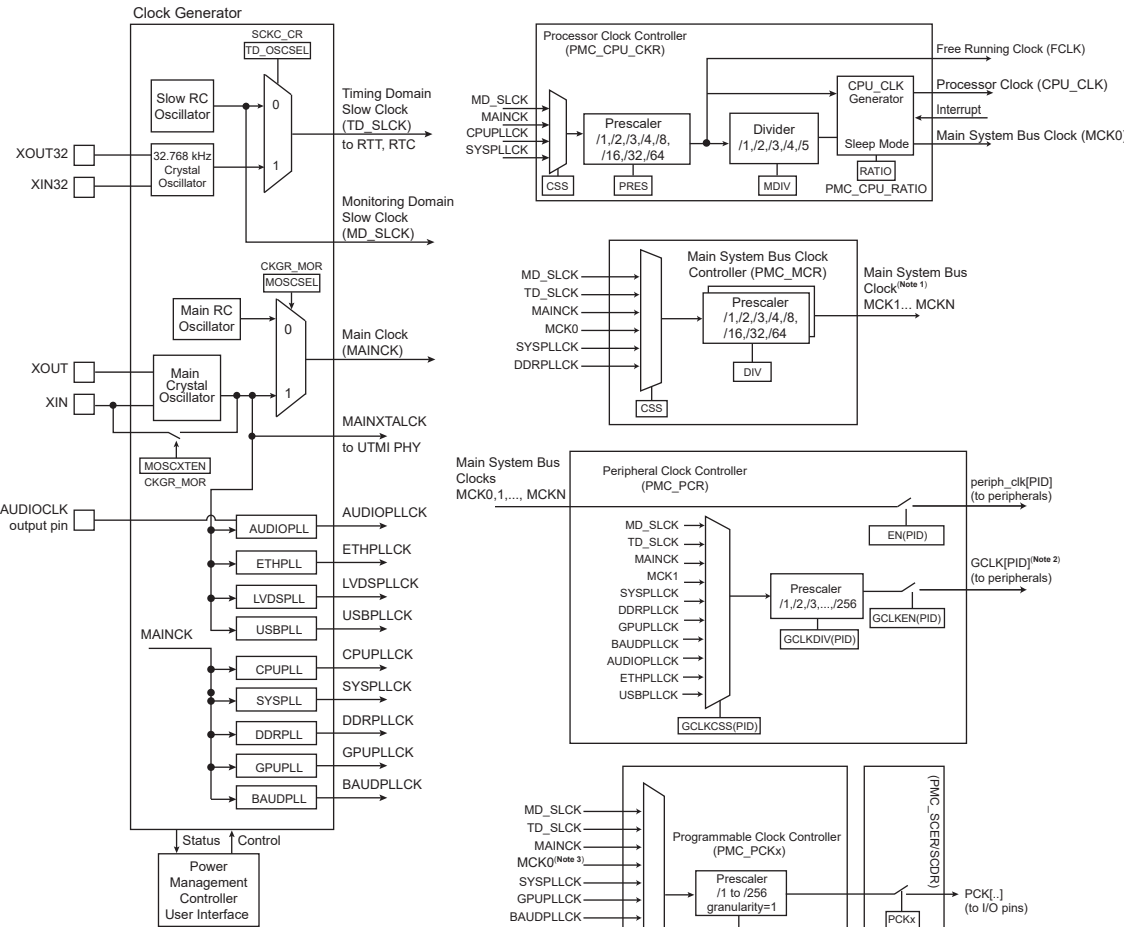 Clock Generator
SCKC_CR
TD_OSCSEL
Slow RC
Oscillator
0
1
Timing Domain
Slow Clock
(TD_SLCK)
to RTT, RTC
XOUT32
XIN32
32.768 kHz
Crystal
Oscillator
Monitoring Domain
Slow Clock
(MD_SLCK)
CKGR_MOR
MOSCSEL
Main RC
Oscillator
0
1
Main Clock
(MAINCK)
XOUT
XIN
Main
Crystal
Oscillator
MAINXTALCK
to UTMI PHY
MOSCXTEN
CKGR_MOR
AUDIOCLK
output pin
AUDIOPLL
AUDIOPLLCK
ETHPLL
ETHPLLCK
LVDSPLL
LVDSPLLCK
USBPLL
USBPLLCK
MAINCK
CPUPLL
CPUPLLCK
SYSPLL
SYSPLLCK
DDRPLL
DDRPLLCK
GPUPLL
GPUPLLCK
BAUDPLL
BAUDPLLCK
Status
Control
Power
Management
Controller
User Interface
Processor Clock Controller
(PMC_CPU_CKR)
MD_SLCK
MAINCK
CPUPLLCK
SYSPLLCK
CSS
Prescaler
/1,/2,/3,/4,/8,
/16,/32,/64
PRES
Divider
/1,/2,/3,/4,/5
MDIV
CPU_CLK
Generator
Sleep Mode
RATIO
PMC_CPU_RATIO
Free Running Clock (FCLK)
Processor Clock (CPU_CLK)
Interrupt
Main System Bus Clock (MCK0)
Main System Bus Clock
Controller (PMC_MCR)
MD_SLCK
TD_SLCK
MAINCK
MCK0
SYSPLLCK
DDRPLLCK
CSS
Prescaler
/1,/2,/3,/4,/8,
/16,/32,/64
DIV
Main System Bus
Clock(Note 1)
MCK1... MCKN
Main System Bus
Clocks
MCK0,1,..., MCKN
Peripheral Clock Controller
(PMC_PCR)
periph_clk[PID]
(to peripherals)
EN(PID)
MD_SLCK
TD_SLCK
MAINCK
MCK1
SYSPLLCK
DDRPLLCK
GPUPLLCK
BAUDPLLCK
AUDIOPLLCK
ETHPLLCK
USBPLLCK
GCLKCSS(PID)
Prescaler
/1,/2,/3,...,/256
GCLKDIV(PID)
GCLKEN(PID)
GCLK[PID](Note 2)
(to peripherals)
MD_SLCK
TD_SLCK
MAINCK
MCK0(Note 3)
SYSPLLCK
GPUPLLCK
BAUDPLLCK
Programmable Clock Controller
(PMC_PCKx)
Prescaler
/1 to /256
granularity=1
(PMC_SCER/SCDR)
PCKx
PCK[..]
(to I/O pins)